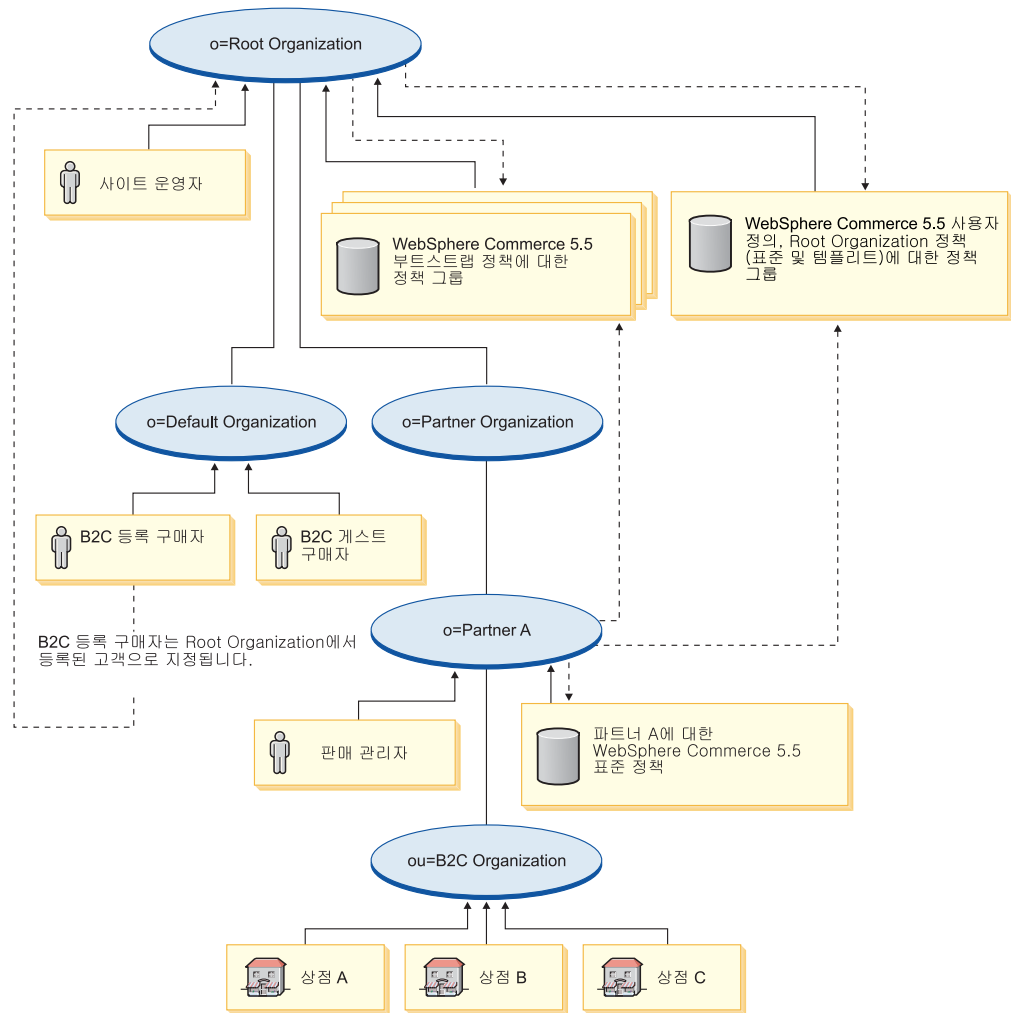 o=Root Organization
사이트 운영자
WebSphere Commerce 5.5
부트스트랩 정책에 대한
정책 그룹
WebSphere Commerce 5.5 사용자
정의, Root Organization 정책
(표준 및 템플리트)에 대한 정책
그룹
o=Default Organization
o=Partner Organization
B2C 등록 구매자
B2C 게스트
구매자
o=Partner A
B2C 등록 구매자는 Root Organization에서
등록된 고객으로 지정됩니다.
판매 관리자
파트너 A에 대한
WebSphere Commerce 5.5
표준 정책
ou=B2C Organization
상점 A
상점 B
상점 C